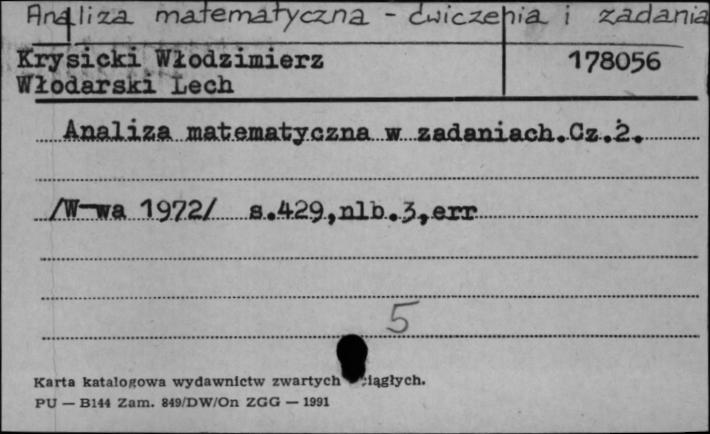 Analiza matematyczna - ćwiczenia i zadania
Krysicki Włodzimierz
Włodarski Lech
178056
Analiza matematyczna w zadaniach.Cz.2.
/W-wa 1972/ s.429,nlb.3,err
5
Karta katalogowa wydawnictw zwartych ciągłych.
PU — B144 Zam. 849/DW/On ZGG — 1991